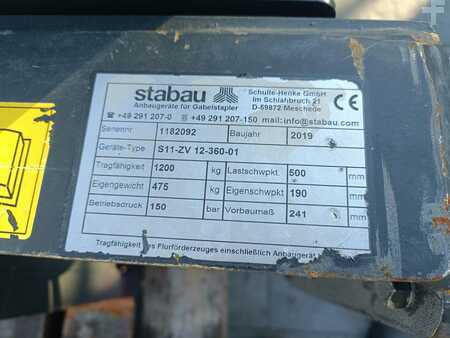 stabau
Anbaugeräte für Gabelstapler
Schulte-Henke GmbH
Im Schlahbruch 21
D-59872 Meschede
CE
+49 291 207-0 +49 291 207-150 mail:info@stabau.com
Seriennr. 1182092 Baujahr 2019
Geräte-Type S11-ZV 12-360-01
Tragfähigkeit 1200 kg Lastschwpkt. 500 mm
Eigengewicht 475 kg Eigenschwpkt. 190 mm
Betriebsdruck 150 bar Vorbaumaß 241 mm
Tragfähigkeit des Flurförderzeuges einschließlich Anbaugerät